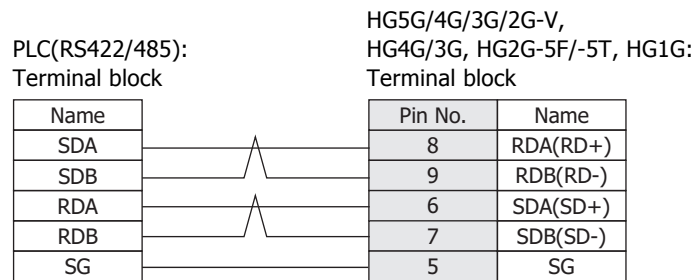 HG5G/4G/3G/2G-V,
PLC(RS422/485): HG4G/3G, HG2G-5F/-5T, HG1G:
Terminal block Terminal block
Name Pin No. Name
SDA 8 RDA(RD+)
SDB 9 RDB(RD-)
RDA 6 SDA(SD+)
RDB 7 SDB(SD-)
SG 5 SG